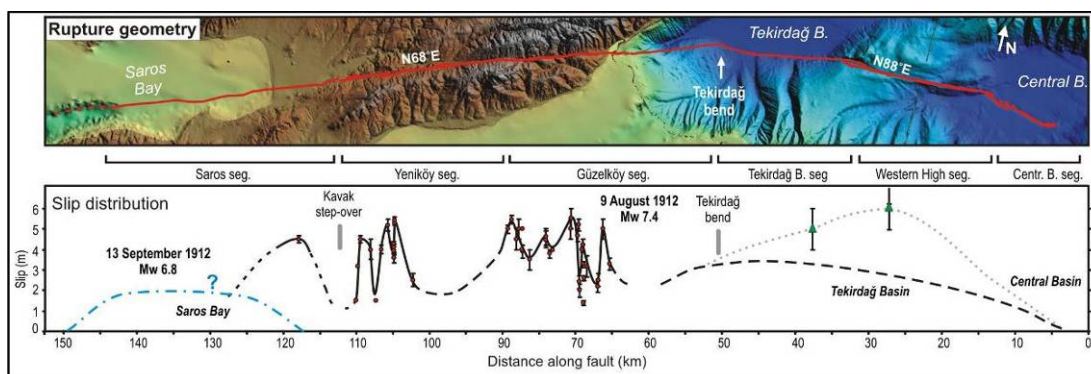 Rupture geometry
Saros
Bay
N68°E
Tekirdağ B.
Tekirdağ
bend
N88°E
N
Central B.
Saros seg.
Yeniköy seg.
Güzelköy seg.
Tekirdağ B. seg
Western High seg.
Centr. B. seg.
Slip distribution
13 September 1912
Mw 6.8
Kavak
step-over
9 August 1912
Mw 7.4
Tekirdağ
bend
?
Saros Bay
Tekirdağ Basin
Central Basin
Slip (m)
6
5
4
3
2
1
0
150 140 130 120 110 100 90 80 70 60 50 40 30 20 10 0
Distance along fault (km)